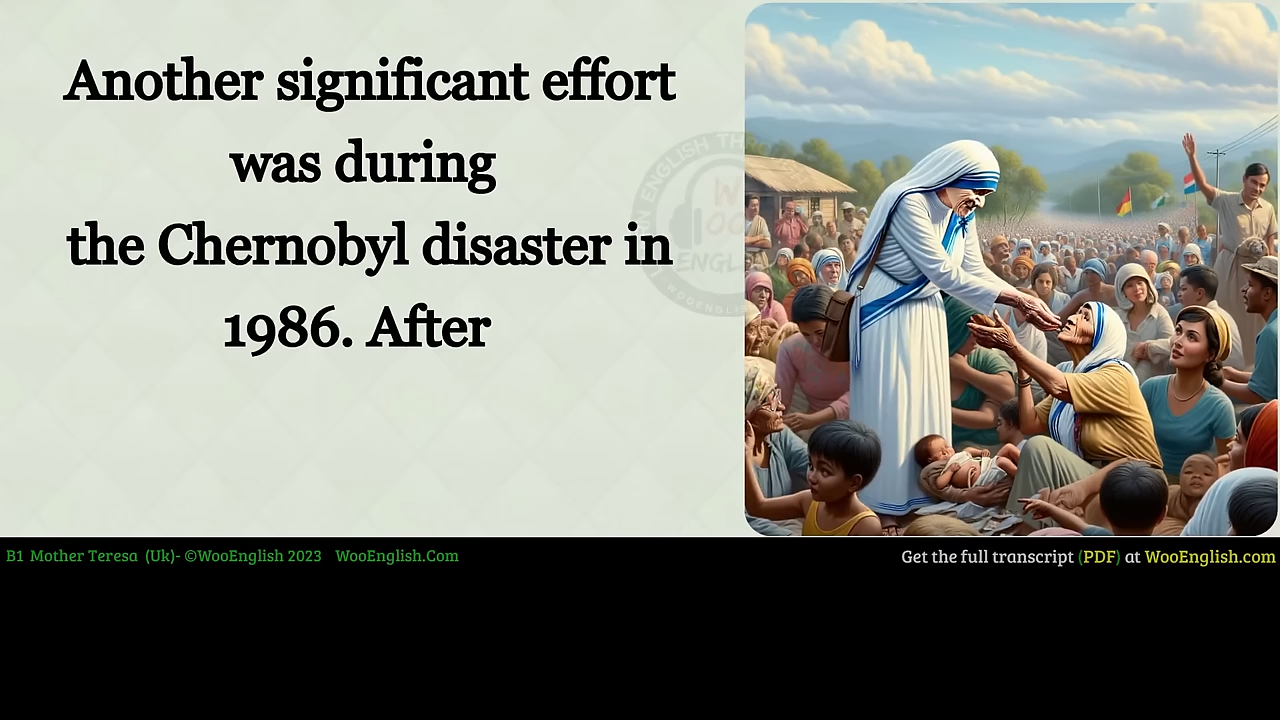 Another significant effort
was during
the Chernobyl disaster in
1986. After
B1 Mother Teresa (Uk)- ©WooEnglish 2023 WooEnglish.Com
Get the full transcript (PDF) at WooEnglish.com